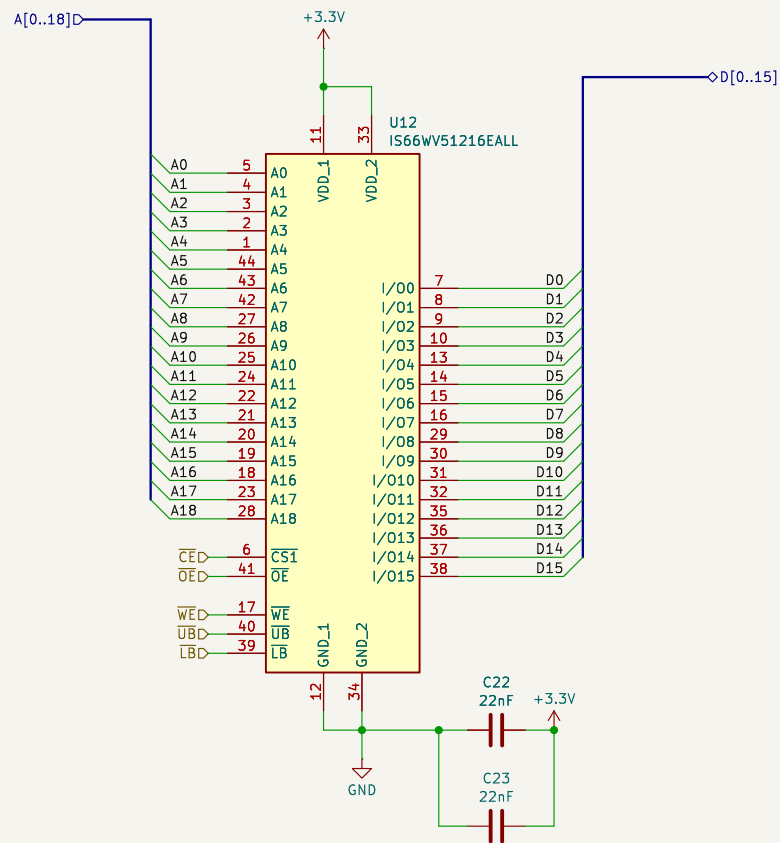 A[0..18]
+3.3V
D[0..15]
U12
IS66WV51216EALL
11
33
VDD_1
VDD_2
A0 5 A0
A1 4 A1
A2 3 A2
A3 2 A3
A4 1 A4
A5 44 A5
A6 43 A6
A7 42 A7
A8 27 A8
A9 26 A9
A10 25 A10
A11 24 A11
A12 22 A12
A13 21 A13
A14 20 A14
A15 19 A15
A16 18 A16
A17 23 A17
A18 28 A18
I/O0 7 D0
I/O1 8 D1
I/O2 9 D2
I/O3 10 D3
I/O4 13 D4
I/O5 14 D5
I/O6 15 D6
I/O7 16 D7
I/O8 29 D8
I/O9 30 D9
I/O10 31 D10
I/O11 32 D11
I/O12 35 D12
I/O13 36 D13
I/O14 37 D14
I/O15 38 D15
CE 6 CS1
OE 41 OE
WE 17 WE
UB 40 UB
LB 39 LB
GND_1
GND_2
12
34
GND
C22
22nF
+3.3V
C23
22nF